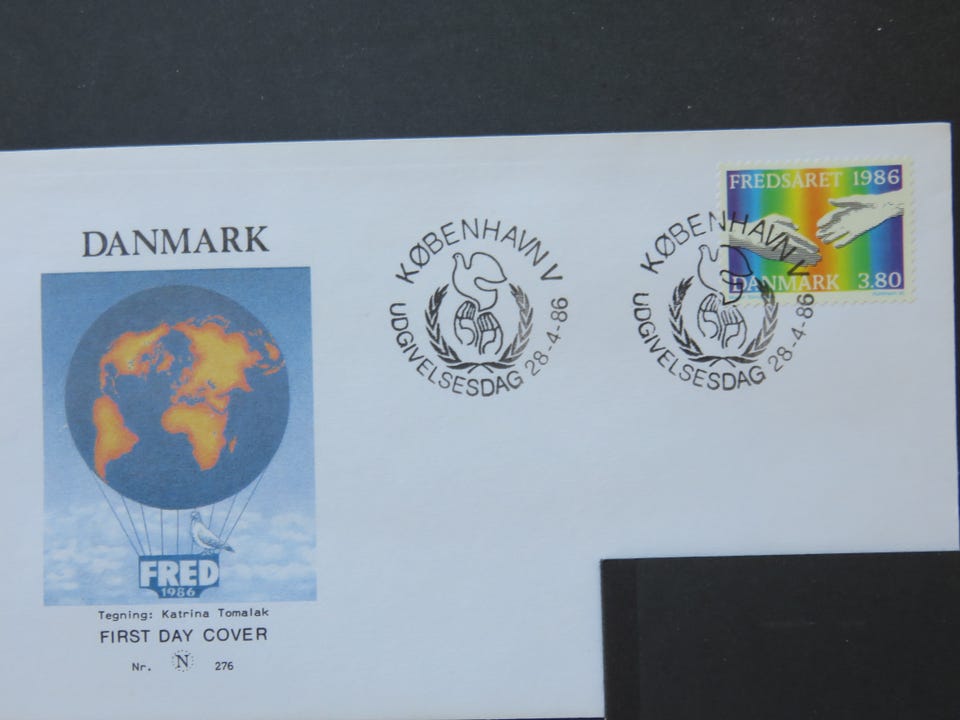 DANMARK
FRED
1986
Tegning: Katrina Tomalak
FIRST DAY COVER
Nr. N 276
KØBENHAVN V
UDGIVELSESDAG 28-4-86
KØBENHAVN V
UDGIVELSESDAG 28-4-86
FREDSÅRET 1986
DANMARK 3.80